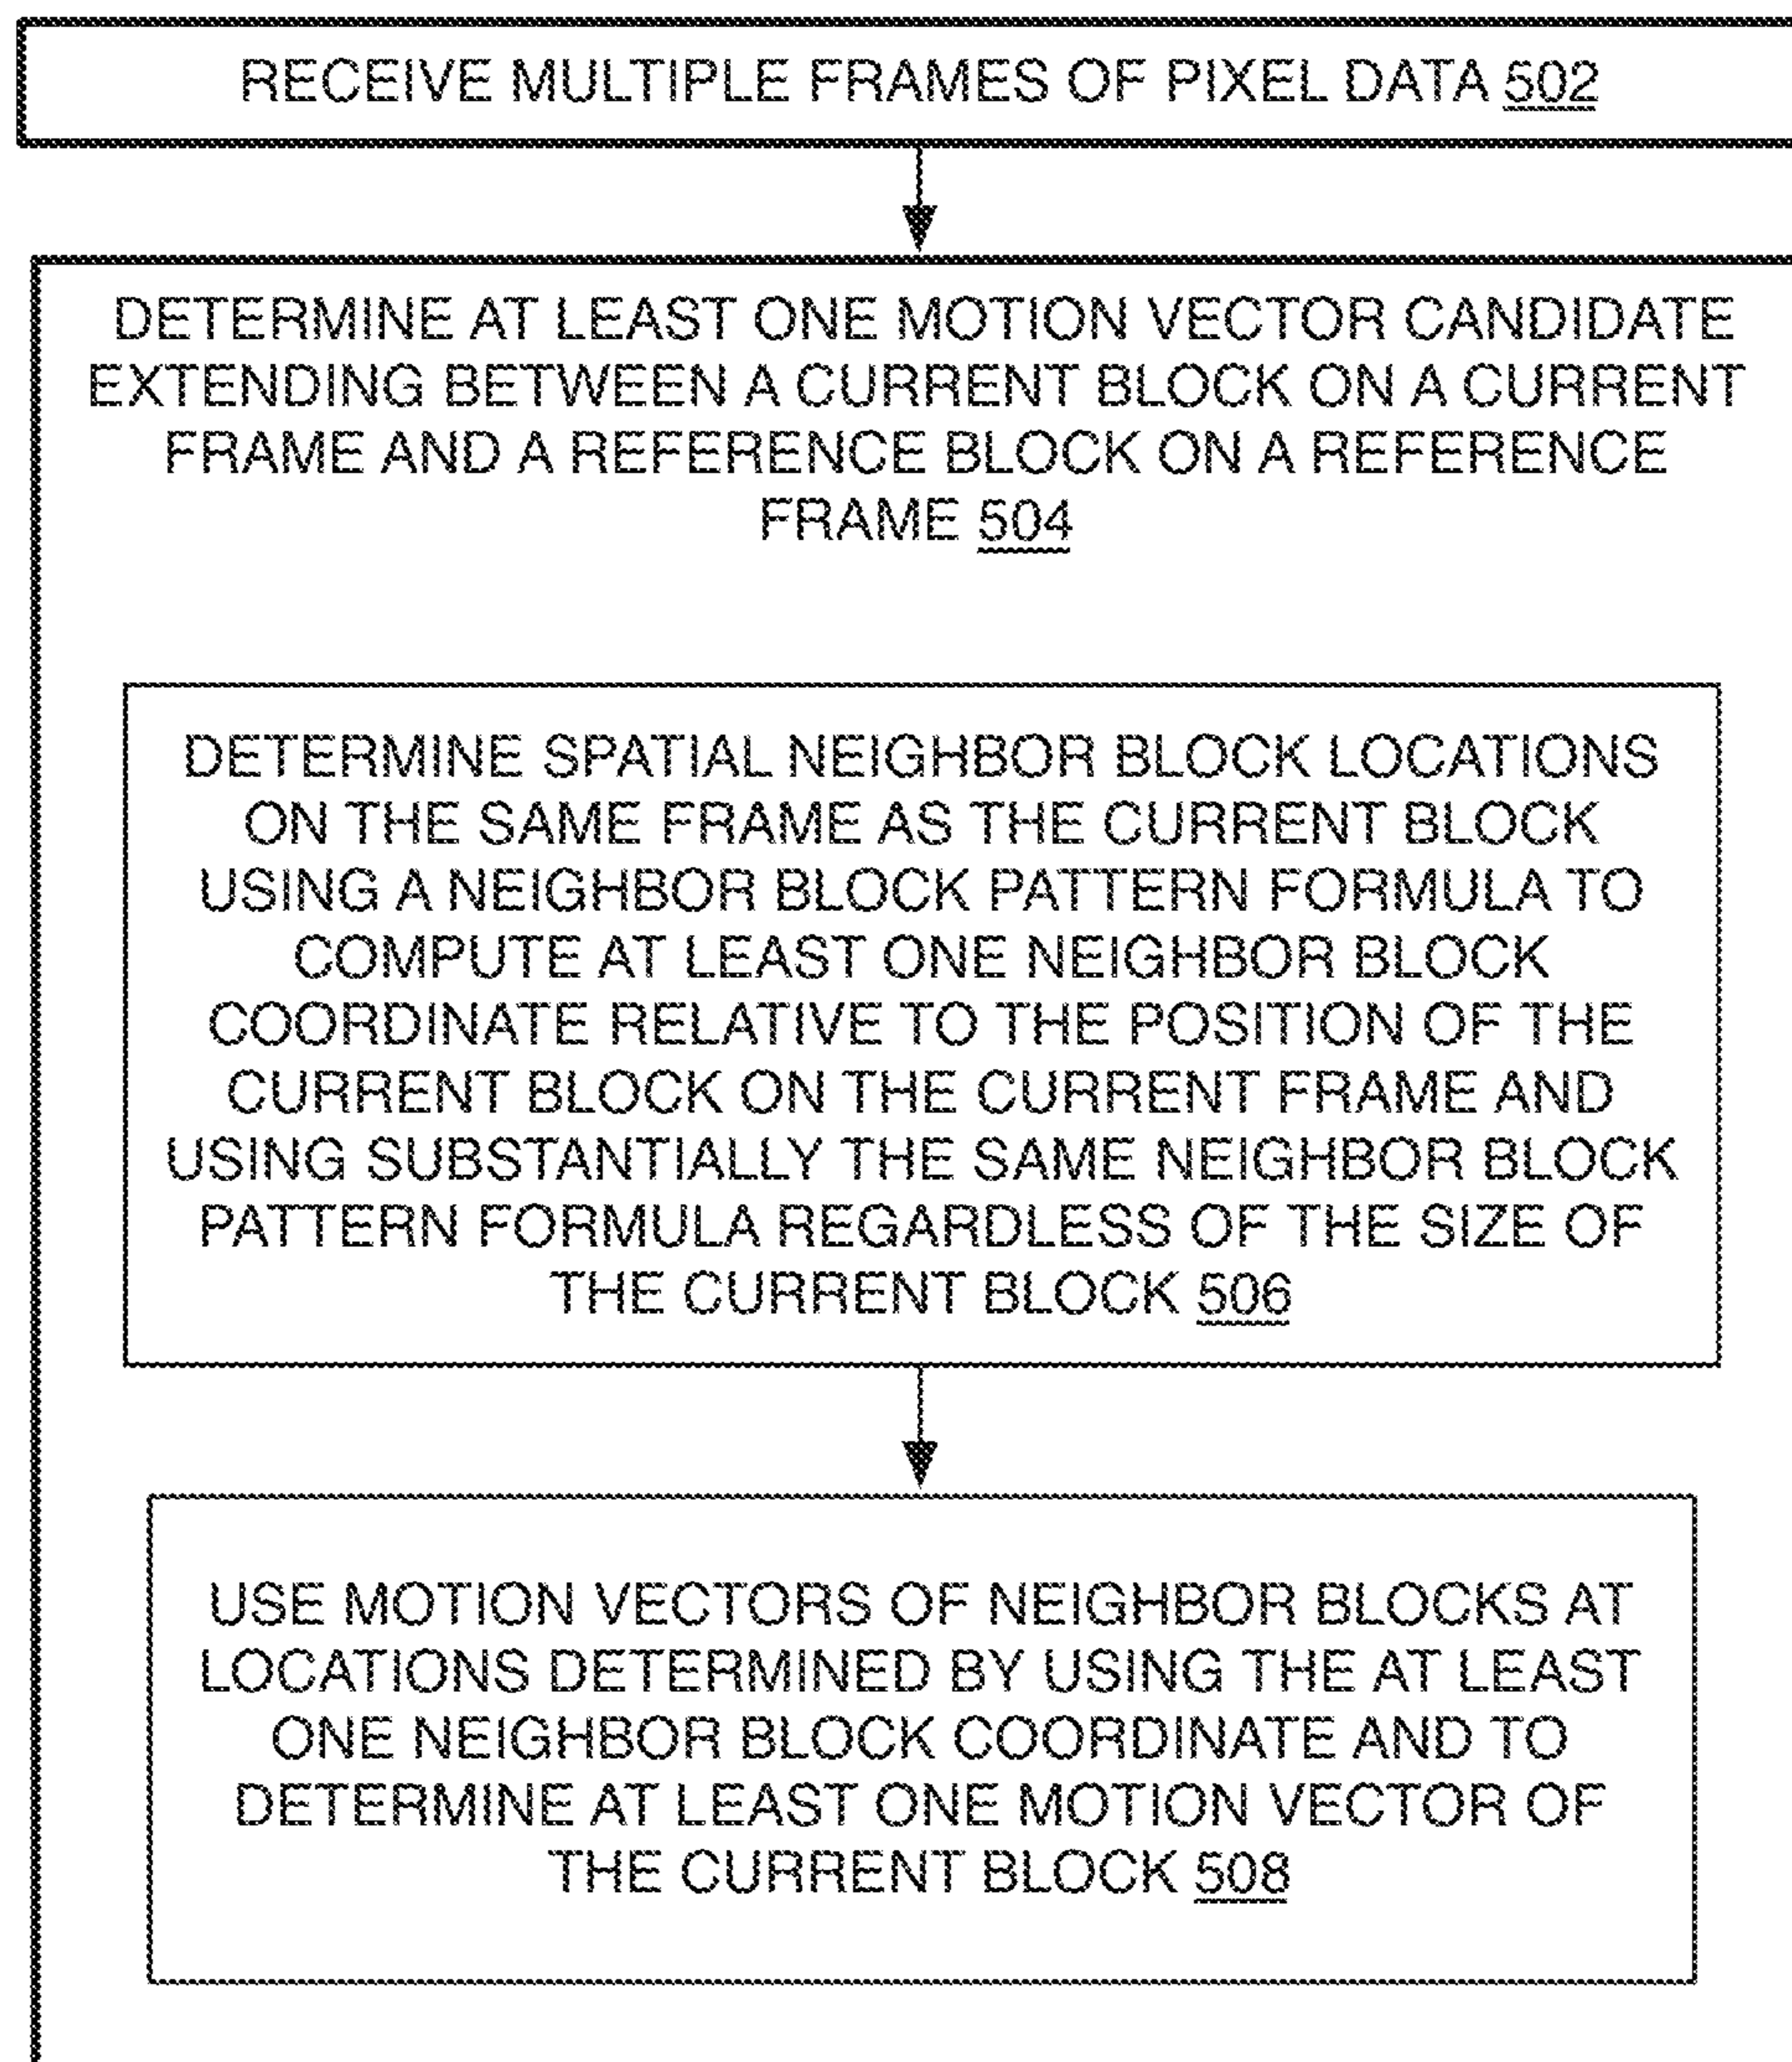 RECEIVE MULTIPLE FRAMES OF PIXEL DATA 502
DETERMINE AT LEAST ONE MOTION VECTOR CANDIDATE
EXTENDING BETWEEN A CURRENT BLOCK ON A CURRENT
FRAME AND A REFERENCE BLOCK ON A REFERENCE
FRAME 504
DETERMINE SPATIAL NEIGHBOR BLOCK LOCATIONS
ON THE SAME FRAME AS THE CURRENT BLOCK
USING A NEIGHBOR BLOCK PATTERN FORMULA TO
COMPUTE AT LEAST ONE NEIGHBOR BLOCK
COORDINATE RELATIVE TO THE POSITION OF THE
CURRENT BLOCK ON THE CURRENT FRAME AND
USING SUBSTANTIALLY THE SAME NEIGHBOR BLOCK
PATTERN FORMULA REGARDLESS OF THE SIZE OF
THE CURRENT BLOCK 506
USE MOTION VECTORS OF NEIGHBOR BLOCKS AT
LOCATIONS DETERMINED BY USING THE AT LEAST
ONE NEIGHBOR BLOCK COORDINATE AND TO
DETERMINE AT LEAST ONE MOTION VECTOR OF
THE CURRENT BLOCK 508